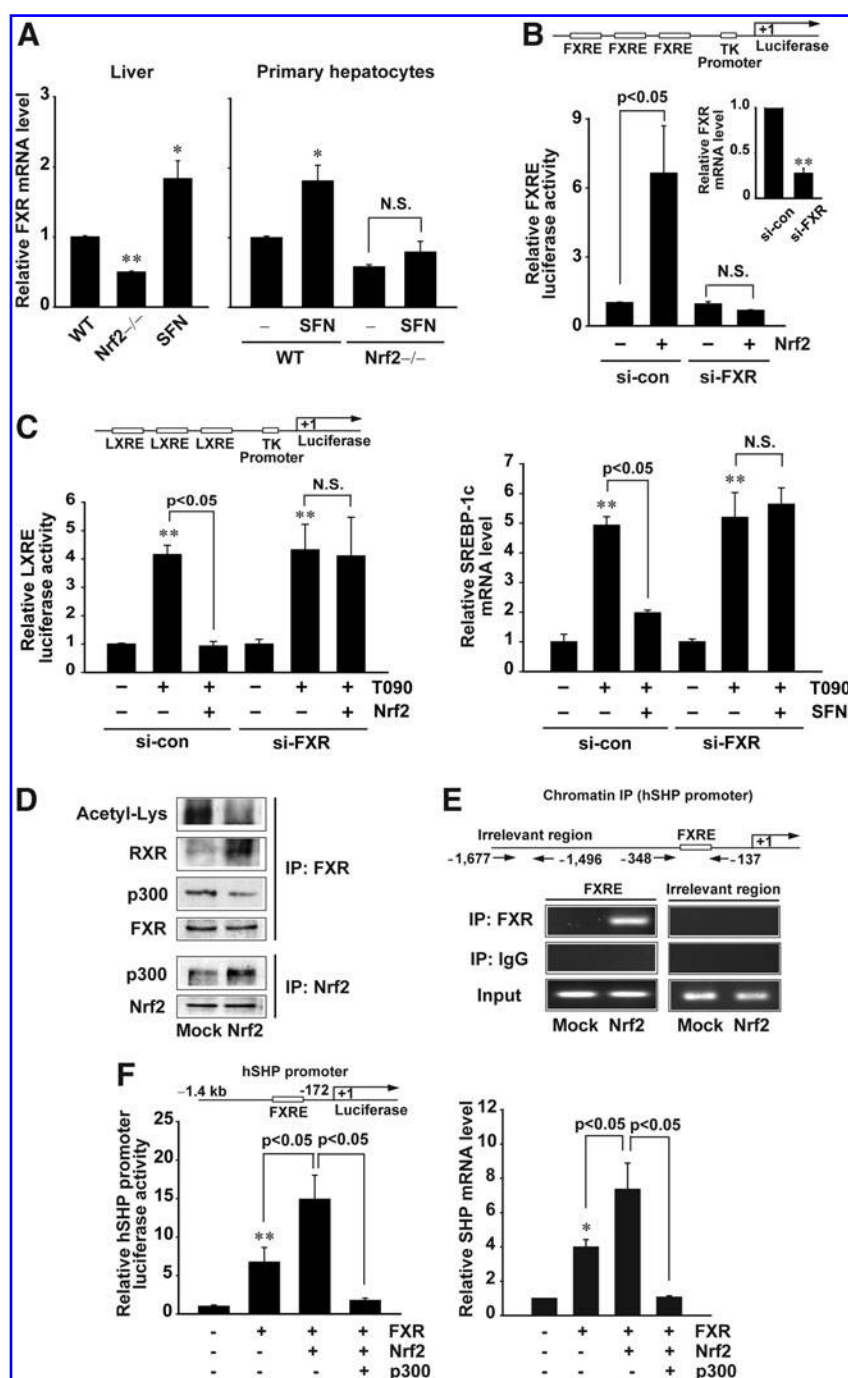 A
Liver
Primary hepatocytes
Relative FXR mRNA level
3
2
1
0
*
**
*
N.S.
WT
Nrf2–/–
SFN
– SFN – SFN
WT Nrf2–/–
B
FXRE FXRE FXRE TK Promoter +1 Luciferase
Relative FXRE luciferase activity
9
6
3
0
p<0.05
N.S.
Relative FXR mRNA level
1.0
0.5
0
**
si-con
si-FXR
– + – + Nrf2
si-con si-FXR
C
LXRE LXRE LXRE TK Promoter +1 Luciferase
Relative LXRE luciferase activity
6
5
4
3
2
1
0
**
p<0.05
**
N.S.
– + + – + + T090
– – + – – + Nrf2
si-con si-FXR
Relative SREBP-1c mRNA level
7
6
5
4
3
2
1
0
**
p<0.05
**
N.S.
– + + – + + T090
– – + – – + SFN
si-con si-FXR
D
Acetyl-Lys
RXR
p300
FXR
IP: FXR
p300
Nrf2
IP: Nrf2
Mock Nrf2
E
Chromatin IP (hSHP promoter)
Irrelevant region FXRE +1
-1,677 -1,496 -348 -137
FXRE Irrelevant region
IP: FXR
IP: IgG
Input
Mock Nrf2 Mock Nrf2
F
hSHP promoter
–1.4 kb -172 +1
FXRE Luciferase
Relative hSHP promoter luciferase activity
25
20
15
10
5
0
**
p<0.05 p<0.05
- + + + FXR
- - + + Nrf2
- - - + p300
Relative SHP mRNA level
12
10
8
6
4
2
0
*
p<0.05 p<0.05
- + + + FXR
- - + + Nrf2
- - - + p300